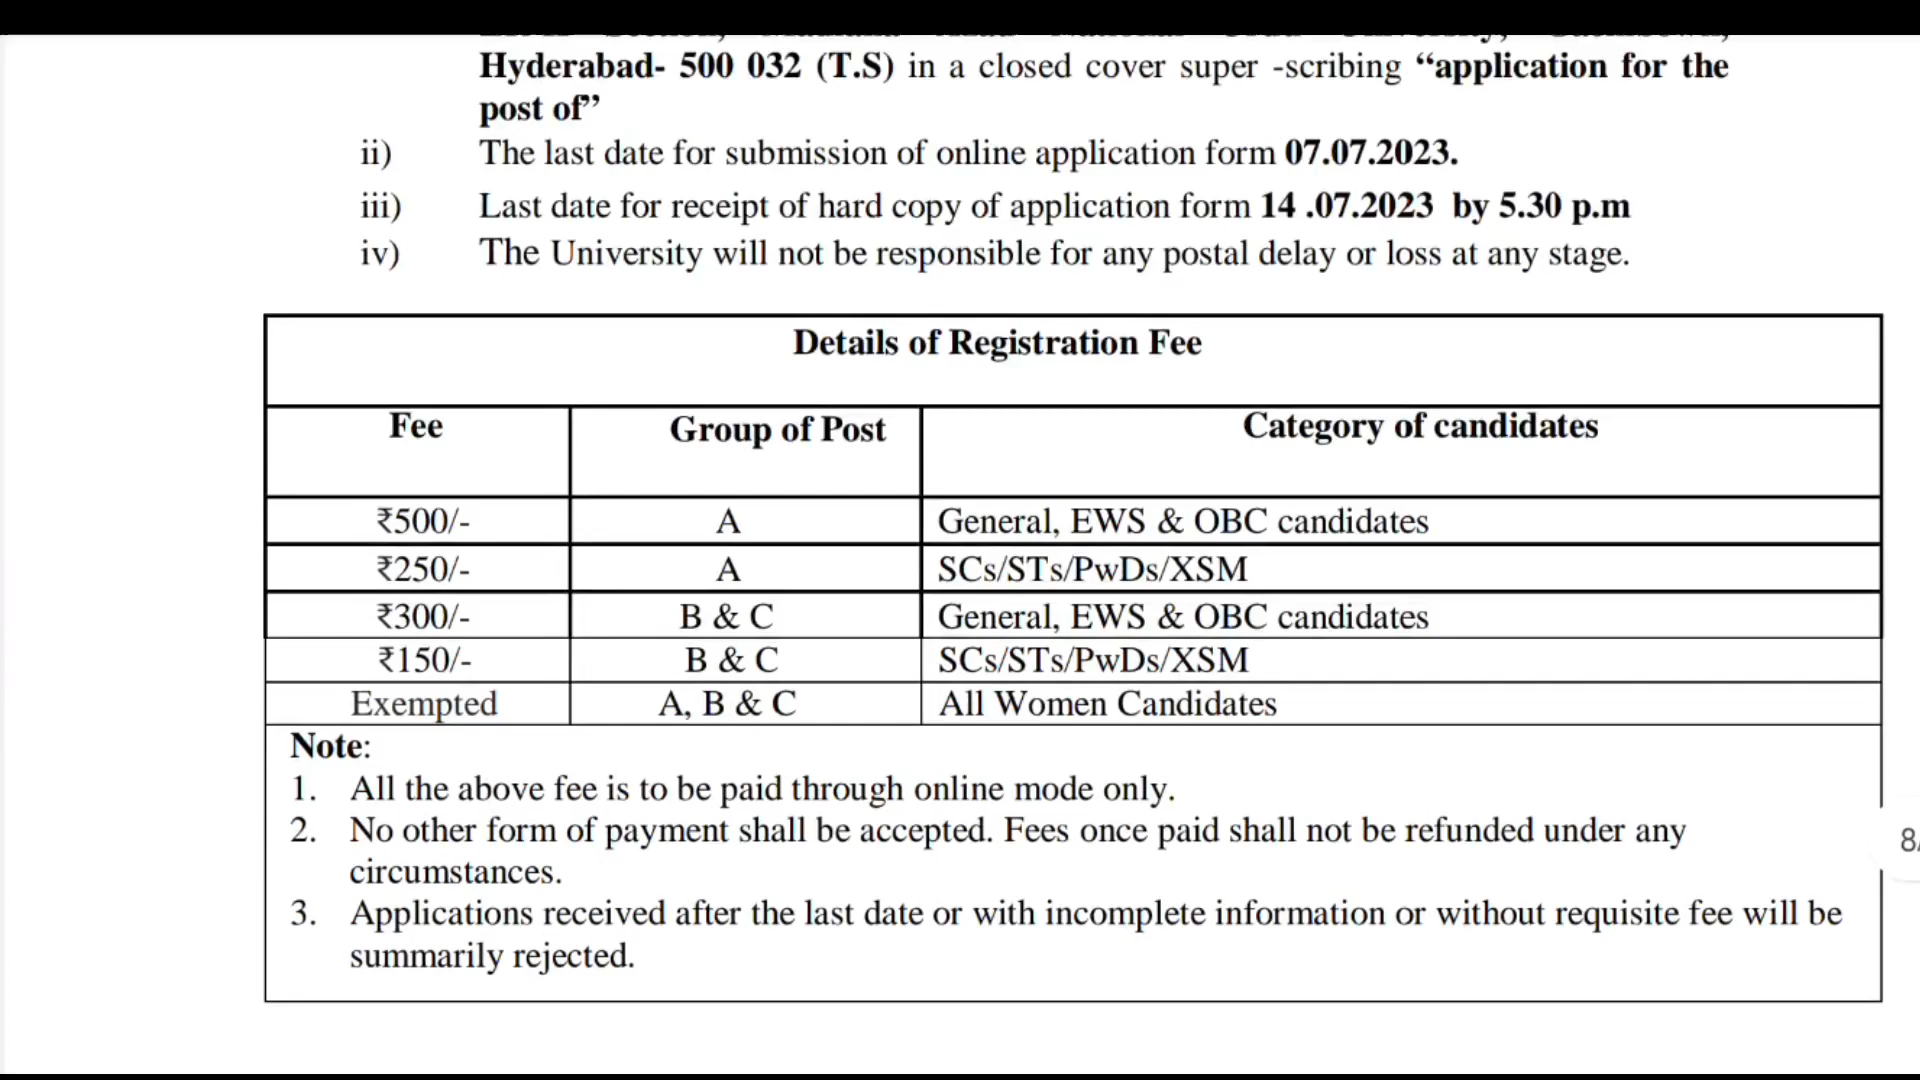 Hyderabad- 500 032 (T.S) in a closed cover super -scribing “application for the
post of”
ii) The last date for submission of online application form 07.07.2023.
iii) Last date for receipt of hard copy of application form 14 .07.2023 by 5.30 p.m
iv) The University will not be responsible for any postal delay or loss at any stage.
Details of Registration Fee
Fee Group of Post Category of candidates
₹500/- A General, EWS & OBC candidates
₹250/- A SCs/STs/PwDs/XSM
₹300/- B & C General, EWS & OBC candidates
₹150/- B & C SCs/STs/PwDs/XSM
Exempted A, B & C All Women Candidates
Note:
1. All the above fee is to be paid through online mode only.
2. No other form of payment shall be accepted. Fees once paid shall not be refunded under any
circumstances.
3. Applications received after the last date or with incomplete information or without requisite fee will be
summarily rejected.
8/